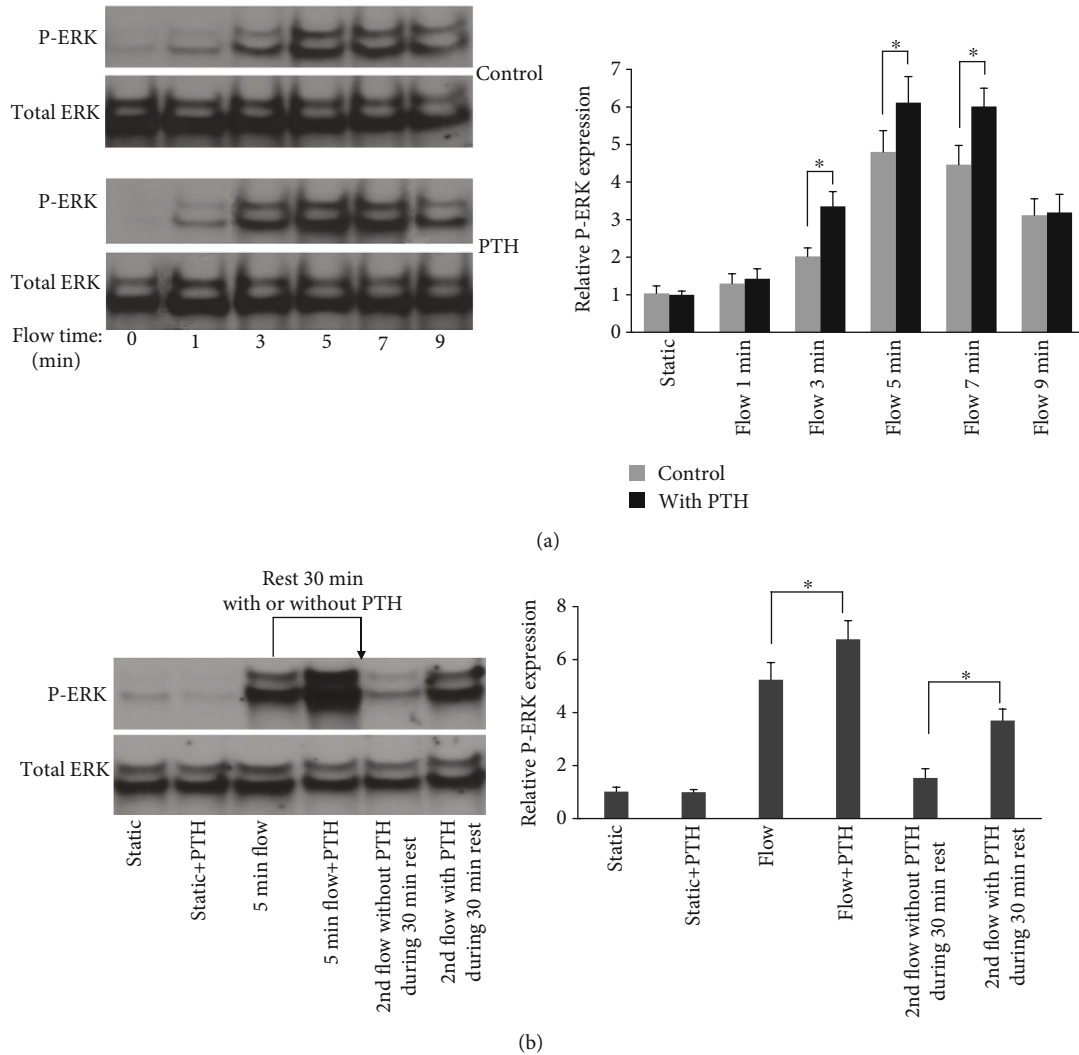 P-ERK
Control
Total ERK
P-ERK
PTH
Total ERK
Flow time:
(min)
0 1 3 5 7 9
Relative P-ERK expression
7
6
5
4
3
2
1
0
* * *
Static
Flow 1 min
Flow 3 min
Flow 5 min
Flow 7 min
Flow 9 min
Control
With PTH
(a)
Rest 30 min
with or without PTH
P-ERK
Total ERK
Static
Static+PTH
5 min flow
5 min flow+PTH
2nd flow without PTH
during 30 min rest
2nd flow with PTH
during 30 min rest
Relative P-ERK expression
8
6
4
2
0
* *
Static
Static+PTH
Flow
Flow+PTH
2nd flow without PTH
during 30 min rest
2nd flow with PTH
during 30 min rest
(b)